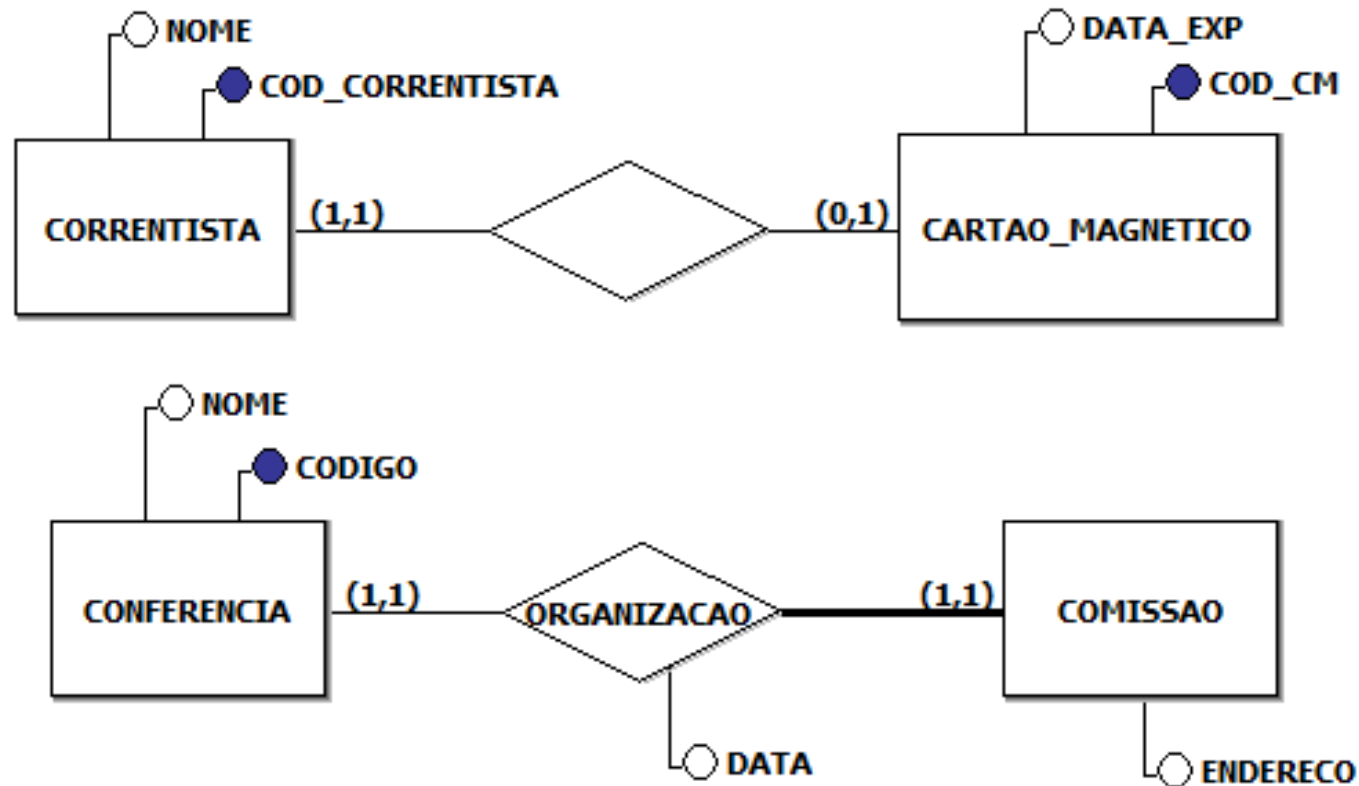 NOME
COD_CORRENTISTA
DATA_EXP
COD_CM
CORRENTISTA
(1,1)
(0,1)
CARTAO_MAGNETICO
NOME
CODIGO
CONFERENCIA
(1,1)
ORGANIZACAO
(1,1)
COMISSAO
DATA
ENDERECO